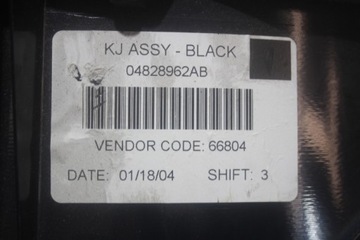 KJ ASSY - BLACK
04828962AB
VENDOR CODE: 66804
DATE: 01/18/04 SHIFT: 3